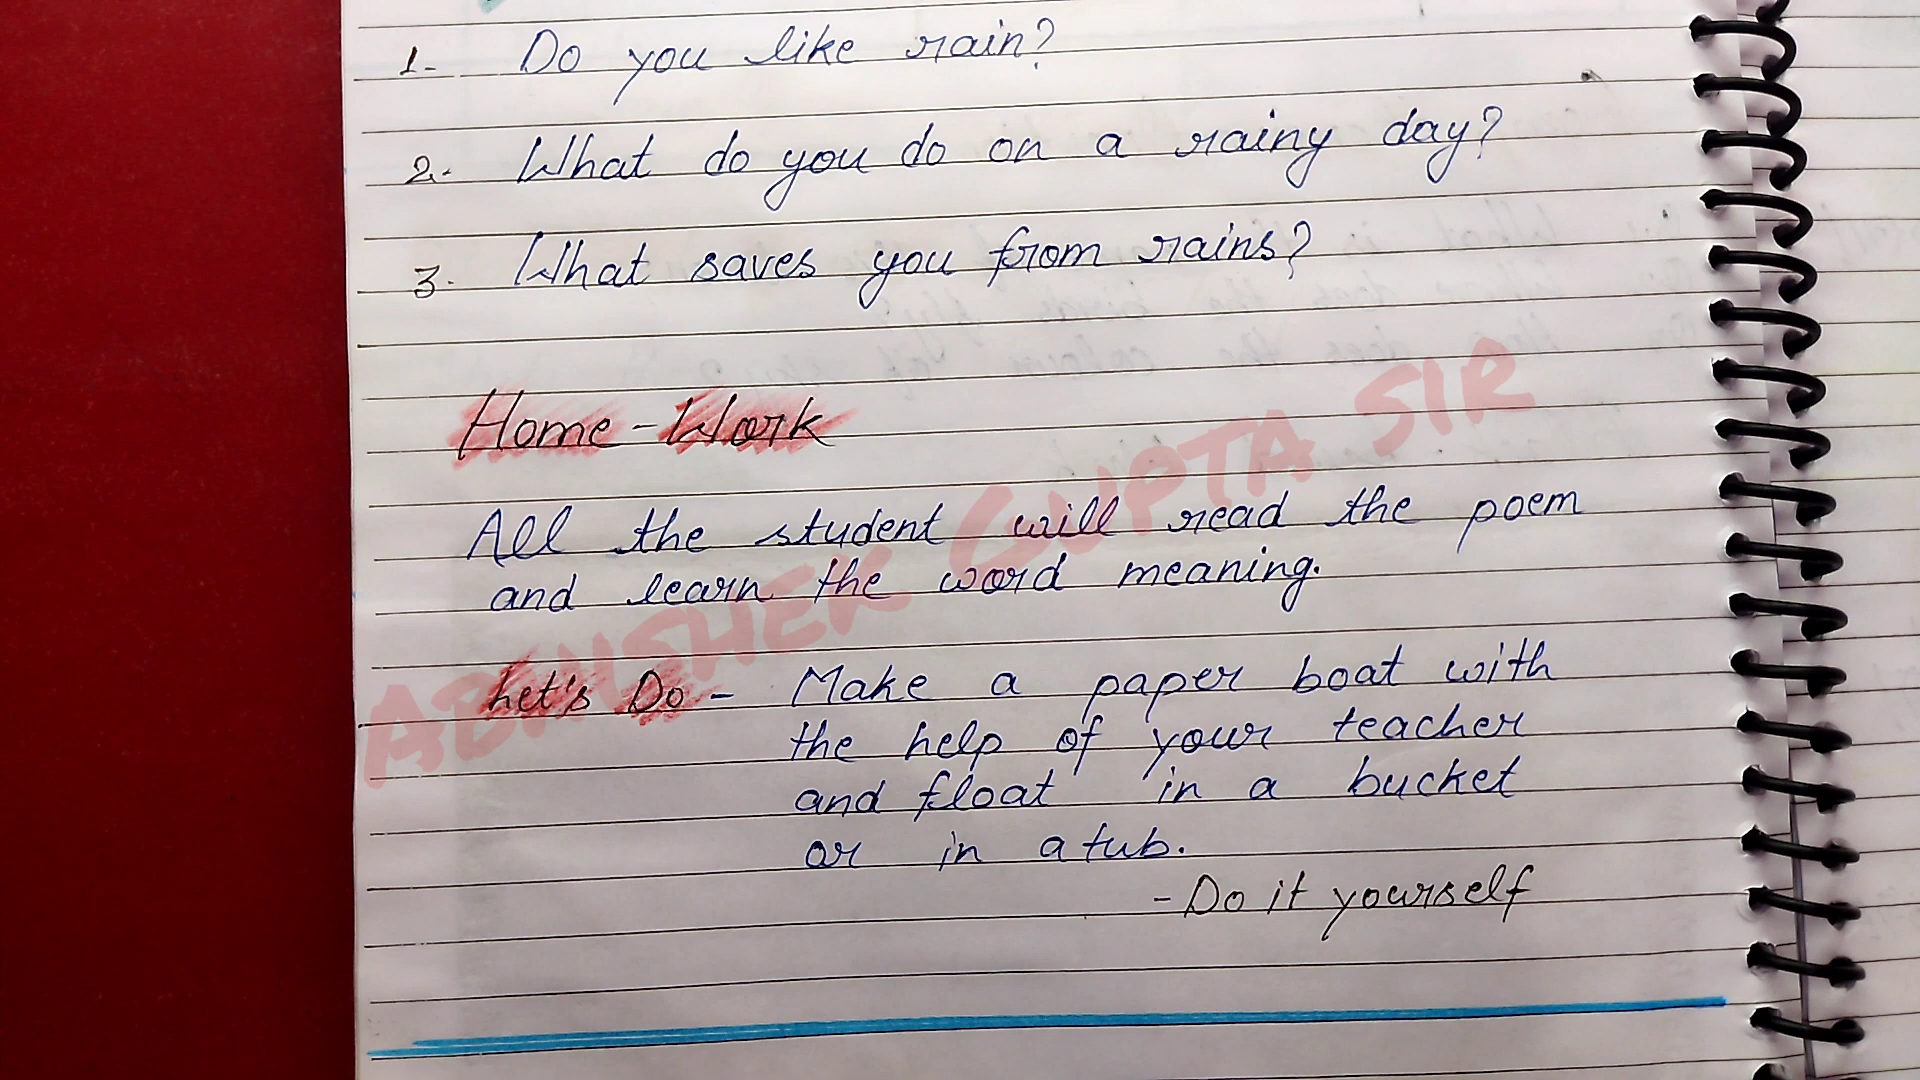 1. Do you like rain?
2. What do you do on a rainy day?
3. What saves you from rains?
Home-Work
All the student will read the poem
and learn the word meaning.
Let's Do - Make a paper boat with
the help of your teacher
and float in a bucket
or in a tub.
- Do it yourself
ABHISHEK GUPTA SIR